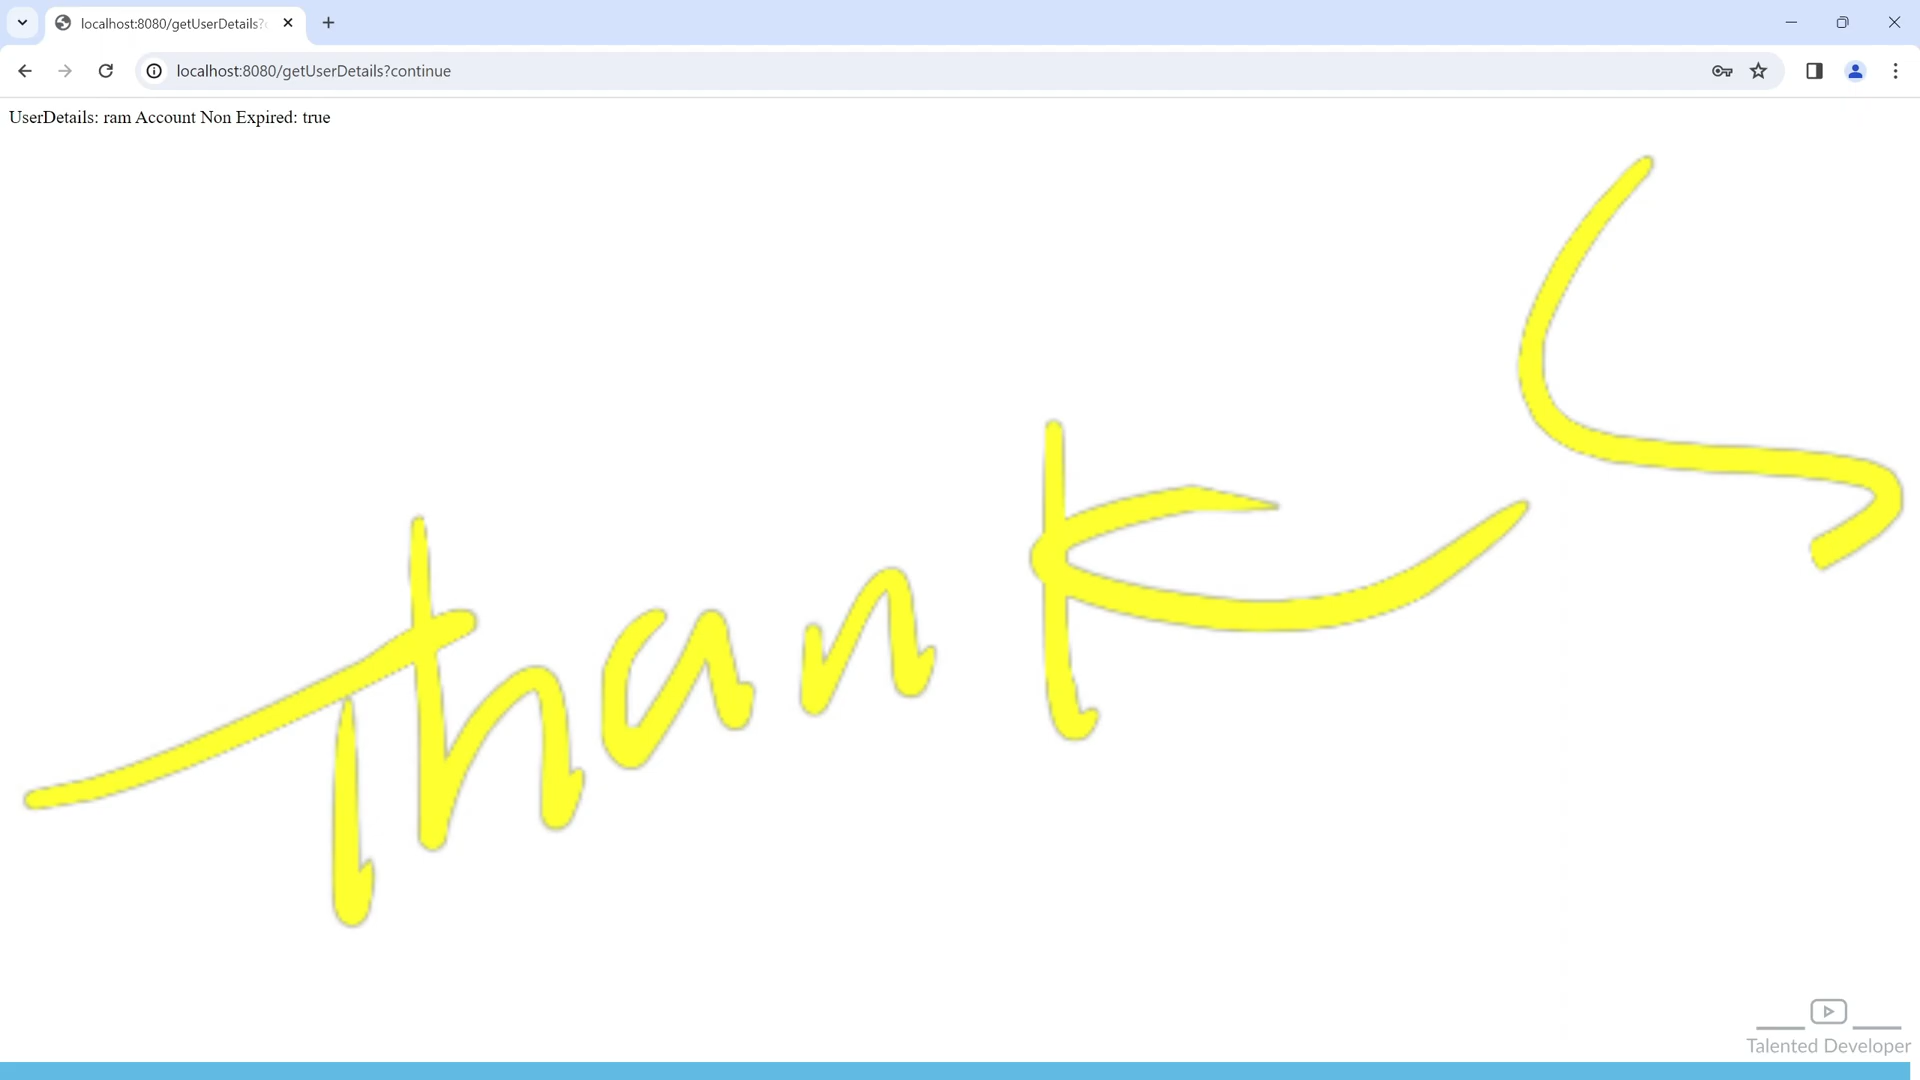 localhost:8080/getUserDetails?c
localhost:8080/getUserDetails?continue
UserDetails: ram Account Non Expired: true
Thanks
Talented Developer